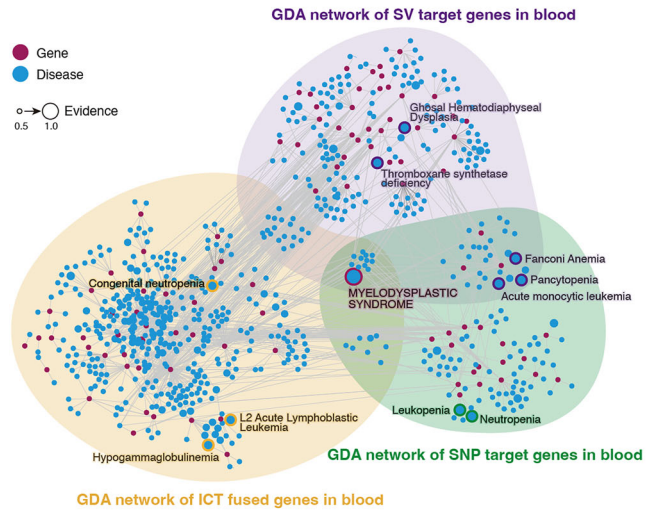 GDA network of SV target genes in blood
Gene
Disease
Evidence
0.5
1.0
Ghosal Hematodiaphyseal
Dysplasia
Thromboxane synthetase
deficiency
Fanconi Anemia
Congenital neutropenia
Pancytopenia
MYELODYSPLASTIC
SYNDROME
Acute monocytic leukemia
L2 Acute Lymphoblastic
Leukemia
Leukopenia
Neutropenia
Hypogammaglobulinemia
GDA network of SNP target genes in blood
GDA network of ICT fused genes in blood